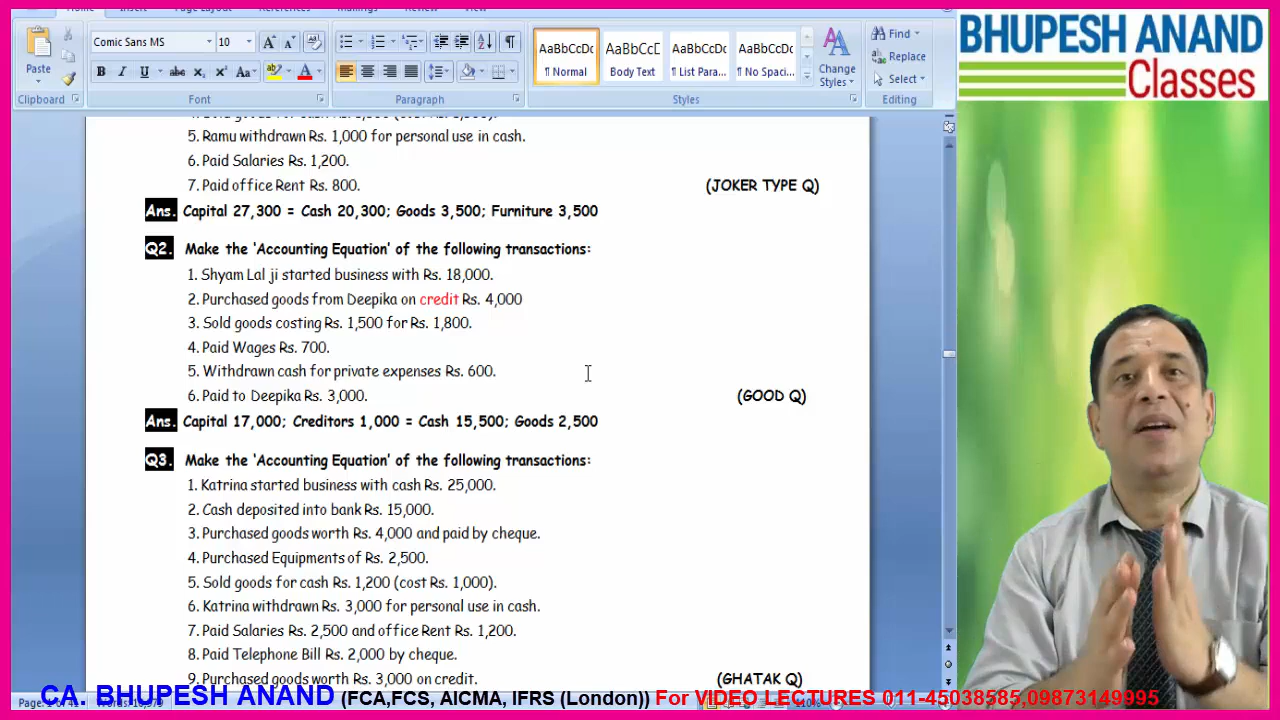 Home Insert Page Layout References Mailings Review View
BHUPESH ANAND
Classes
Comic Sans MS 10
Paste
B I U abe x₂ x² Aa A
AaBbCcDc AaBbCcE AaBbCcDc AaBbCcDc
¶ Normal Body Text ¶ List Para... ¶ No Spaci...
Change
Styles
Find
Replace
Select
Clipboard Font Paragraph Styles Editing
5. Ramu withdrawn Rs. 1,000 for personal use in cash.
6. Paid Salaries Rs. 1,200.
7. Paid office Rent Rs. 800. (JOKER TYPE Q)
Ans. Capital 27,300 = Cash 20,300; Goods 3,500; Furniture 3,500
Q2. Make the ‘Accounting Equation’ of the following transactions:
1. Shyam Lal ji started business with Rs. 18,000.
2. Purchased goods from Deepika on credit Rs. 4,000
3. Sold goods costing Rs. 1,500 for Rs. 1,800.
4. Paid Wages Rs. 700.
5. Withdrawn cash for private expenses Rs. 600.
6. Paid to Deepika Rs. 3,000. (GOOD Q)
Ans. Capital 17,000; Creditors 1,000 = Cash 15,500; Goods 2,500
Q3. Make the ‘Accounting Equation’ of the following transactions:
1. Katrina started business with cash Rs. 25,000.
2. Cash deposited into bank Rs. 15,000.
3. Purchased goods worth Rs. 4,000 and paid by cheque.
4. Purchased Equipments of Rs. 2,500.
5. Sold goods for cash Rs. 1,200 (cost Rs. 1,000).
6. Katrina withdrawn Rs. 3,000 for personal use in cash.
7. Paid Salaries Rs. 2,500 and office Rent Rs. 1,200.
8. Paid Telephone Bill Rs. 2,000 by cheque.
9. Purchased goods worth Rs. 3,000 on credit. (GHATAK Q)
CA. BHUPESH ANAND (FCA,FCS, AICMA, IFRS (London)) For VIDEO LECTURES 011-45038585,09873149995